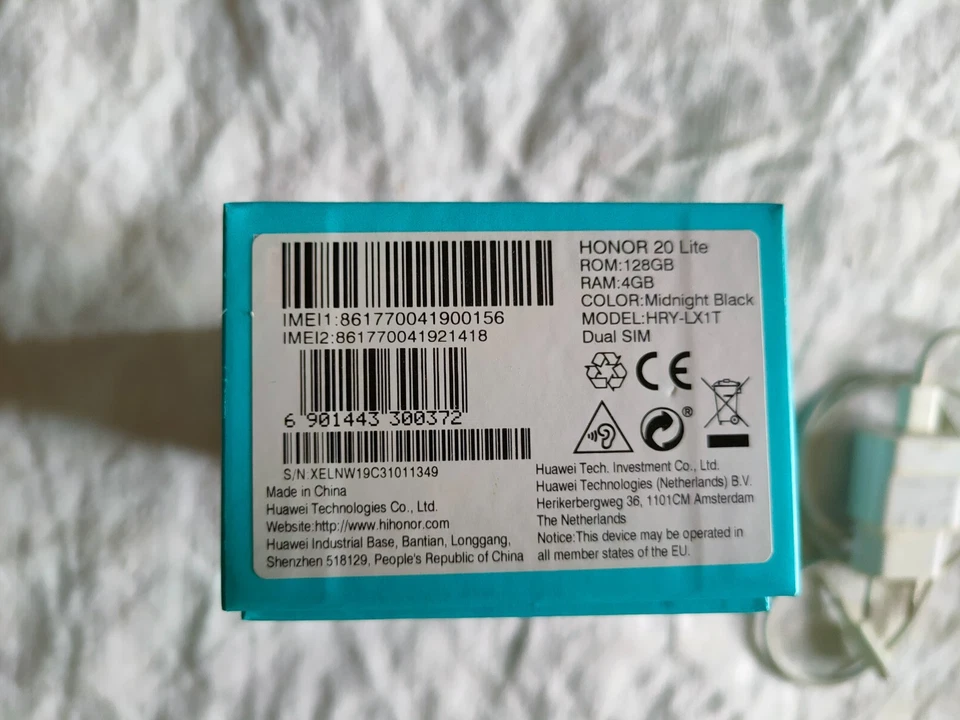 IMEI1:861770041900156
IMEI2:861770041921418
6 901443 300372
S/N:XELNW19C31011349
Made in China
Huawei Technologies Co., Ltd.
Website:http://www.hihonor.com
Huawei Industrial Base, Bantian, Longgang,
Shenzhen 518129, People's Republic of China
HONOR 20 Lite
ROM:128GB
RAM:4GB
COLOR:Midnight Black
MODEL:HRY-LX1T
Dual SIM
CE
®
Huawei Tech. Investment Co., Ltd.
Huawei Technologies (Netherlands) B.V.
Herikerbergweg 36, 1101CM Amsterdam
The Netherlands
Notice:This device may be operated in
all member states of the EU.